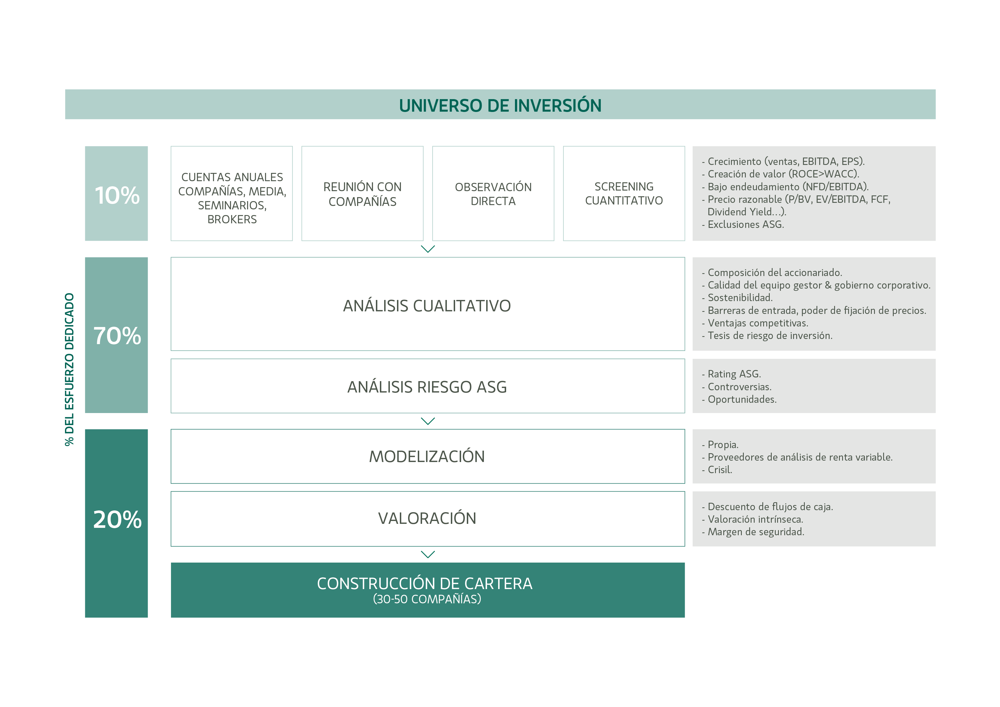 UNIVERSO DE INVERSIÓN
% DEL ESFUERZO DEDICADO
10%
CUENTAS ANUALES
COMPAÑÍAS, MEDIA,
SEMINARIOS,
BROKERS
REUNIÓN CON
COMPAÑÍAS
OBSERVACIÓN
DIRECTA
SCREENING
CUANTITATIVO
- Crecimiento (ventas, EBITDA, EPS).
- Creación de valor (ROCE>WACC).
- Bajo endeudamiento (NFD/EBITDA).
- Precio razonable (P/BV, EV/EBITDA, FCF,
Dividend Yield...).
- Exclusiones ASG.
70%
ANÁLISIS CUALITATIVO
- Composición del accionariado.
- Calidad del equipo gestor & gobierno corporativo.
- Sostenibilidad.
- Barreras de entrada, poder de fijación de precios.
- Ventajas competitivas.
- Tesis de riesgo de inversión.
ANÁLISIS RIESGO ASG
- Rating ASG.
- Controversias.
- Oportunidades.
20%
MODELIZACIÓN
- Propia.
- Proveedores de análisis de renta variable.
- Crisil.
VALORACIÓN
- Descuento de flujos de caja.
- Valoración intrínseca.
- Margen de seguridad.
CONSTRUCCIÓN DE CARTERA
(30-50 COMPAÑÍAS)